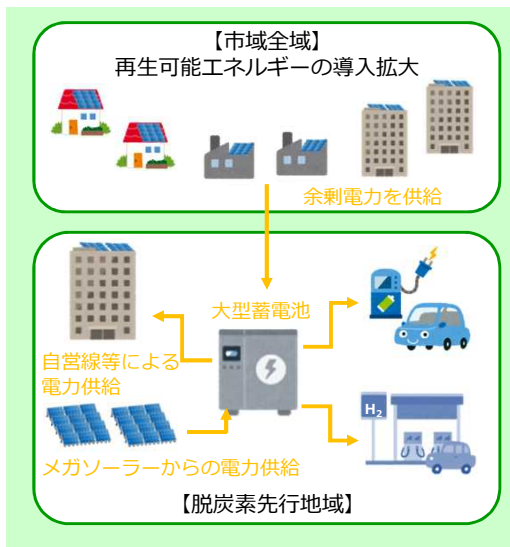 【市域全域】
再生可能エネルギーの導入拡大
余剰電力を供給
大型蓄電池
自営線等による
電力供給
H₂
メガソーラーからの電力供給
【脱炭素先行地域】